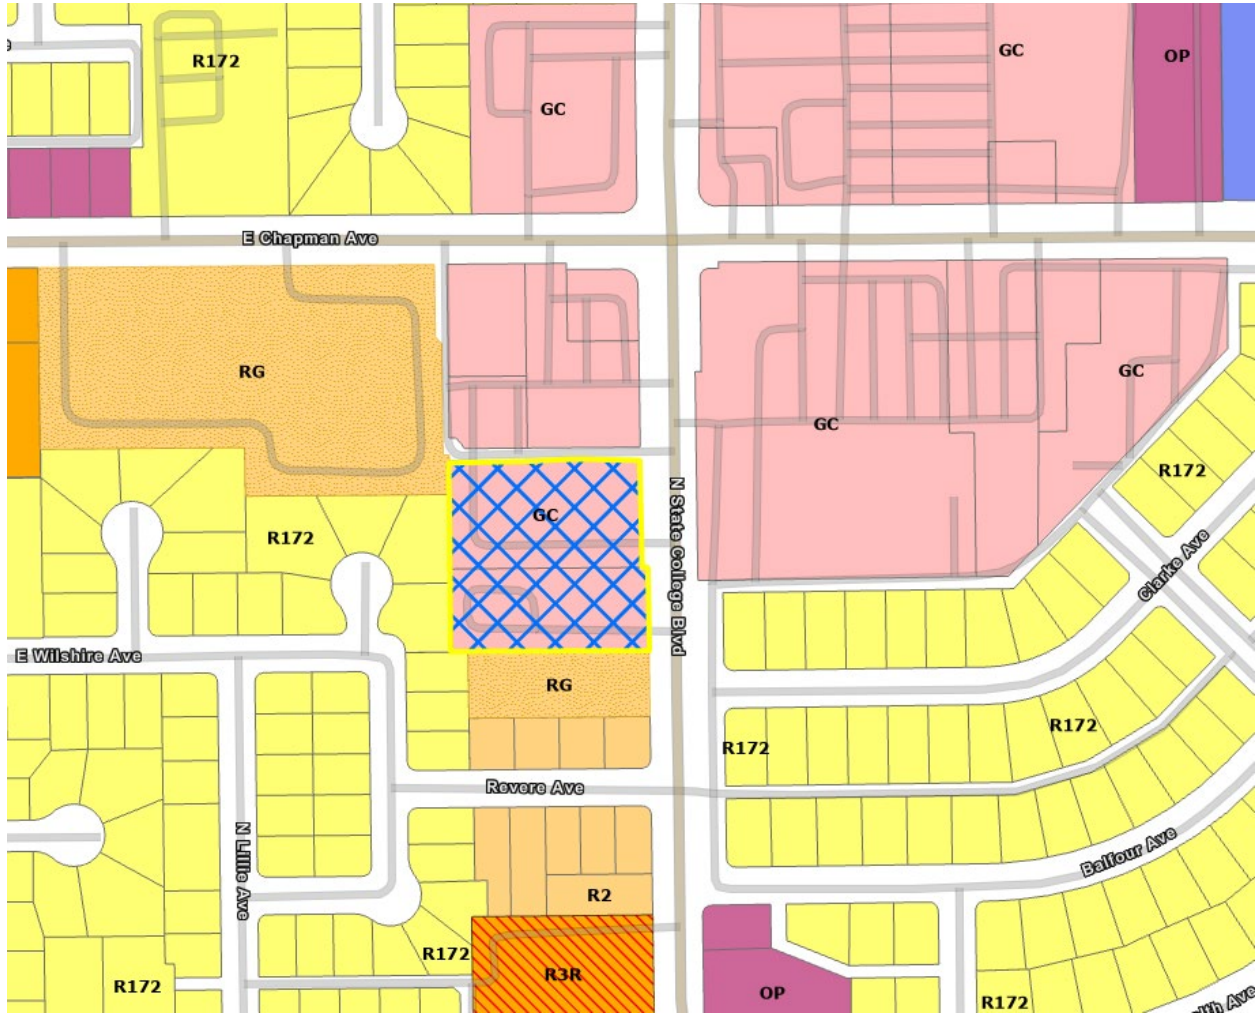 R172
GC
GC
OP
E Chapman Ave
RG
GC
GC
R172
GC
R172
N State College Blvd
Clarke Ave
E Wilshire Ave
RG
R172
R172
Revere Ave
N Lillie Ave
Balfour Ave
R2
R172
R3R
R172
OP
R172
Ave